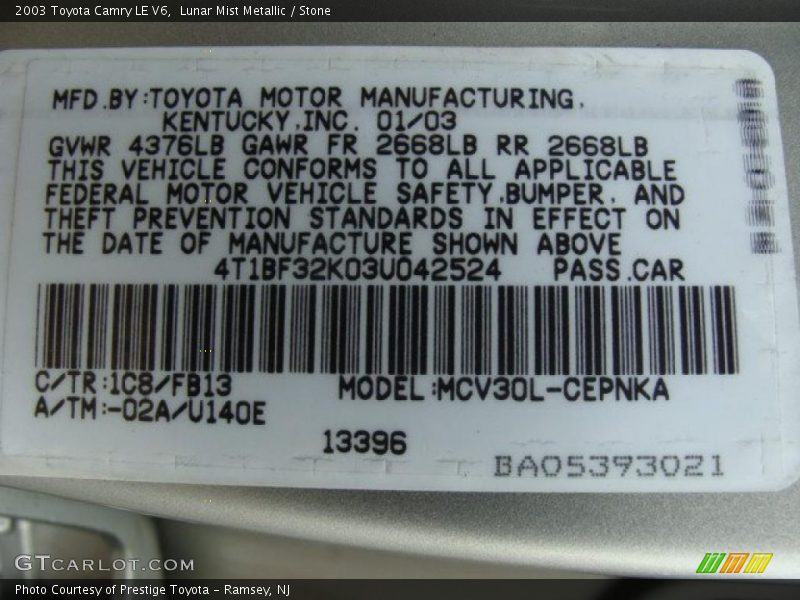 2003 Toyota Camry LE V6,  Lunar Mist Metallic / Stone
MFD.BY:TOYOTA MOTOR MANUFACTURING,
KENTUCKY,INC. 01/03
GVWR 4376LB GAWR FR 2668LB RR 2668LB
THIS VEHICLE CONFORMS TO ALL APPLICABLE
FEDERAL MOTOR VEHICLE SAFETY,BUMPER, AND
THEFT PREVENTION STANDARDS IN EFFECT ON
THE DATE OF MANUFACTURE SHOWN ABOVE
4T1BF32K03U042524 PASS.CAR
C/TR:1C8/FB13 MODEL:MCV30L-CEPNKA
A/TM:-02A/U140E
13396
BA05393021
GTCARLOT.COM
Photo Courtesy of Prestige Toyota - Ramsey, NJ